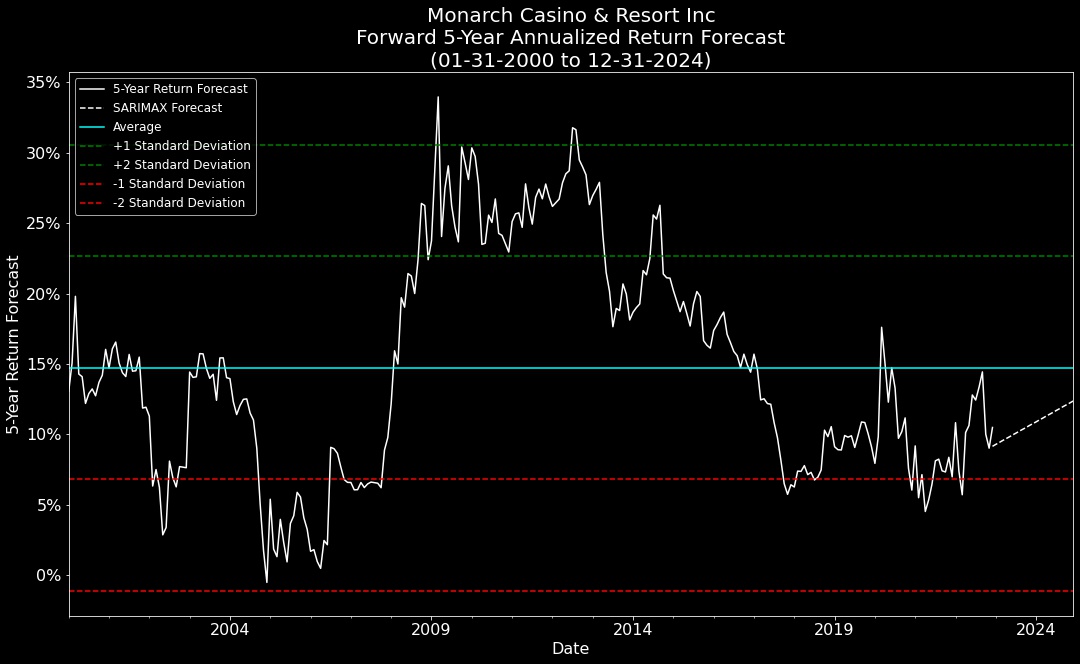 Monarch Casino & Resort Inc
Forward 5-Year Annualized Return Forecast
(01-31-2000 to 12-31-2024)
35%
30%
25%
20%
15%
10%
5%
0%
5-Year Return Forecast
5-Year Return Forecast
SARIMAX Forecast
Average
+1 Standard Deviation
+2 Standard Deviation
-1 Standard Deviation
-2 Standard Deviation
2004
2009
2014
2019
2024
Date